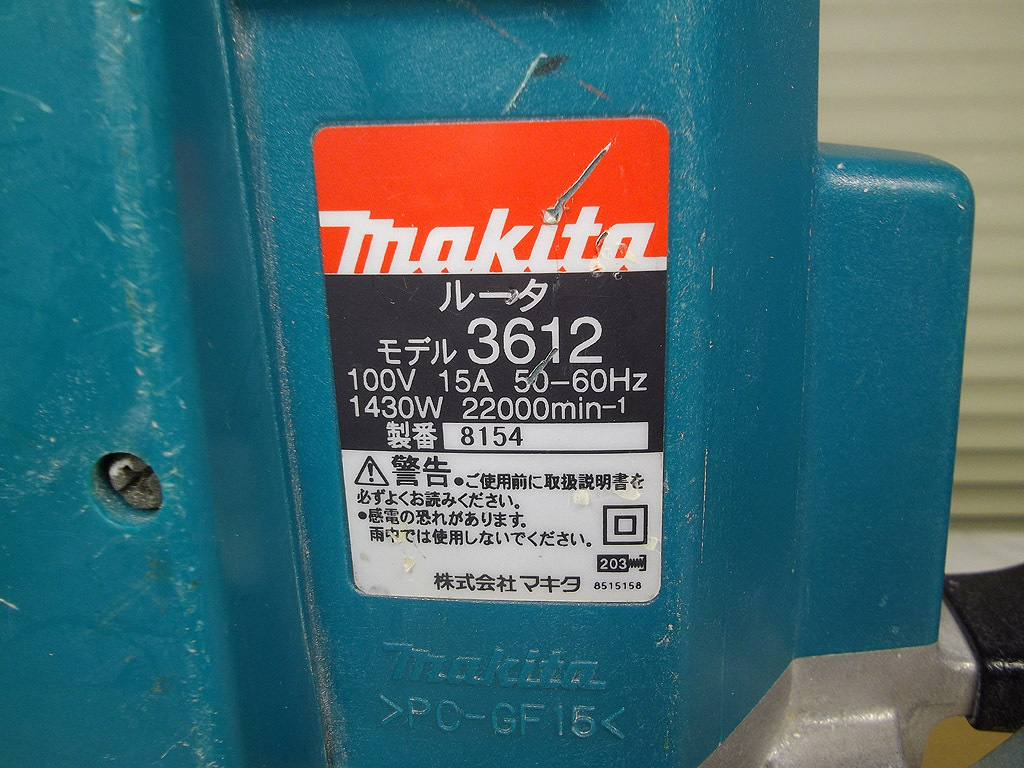 makita
ルータ
モデル 3612
100V 15A 50-60Hz
1430W 22000min-1
製番 8154
⚠警告 •ご使用前に取扱説明書を
必ずよくお読みください。
•感電の恐れがあります。
雨中では使用しないでください。
203
株式会社 マキタ 8515158
makita
>PC-GF15<